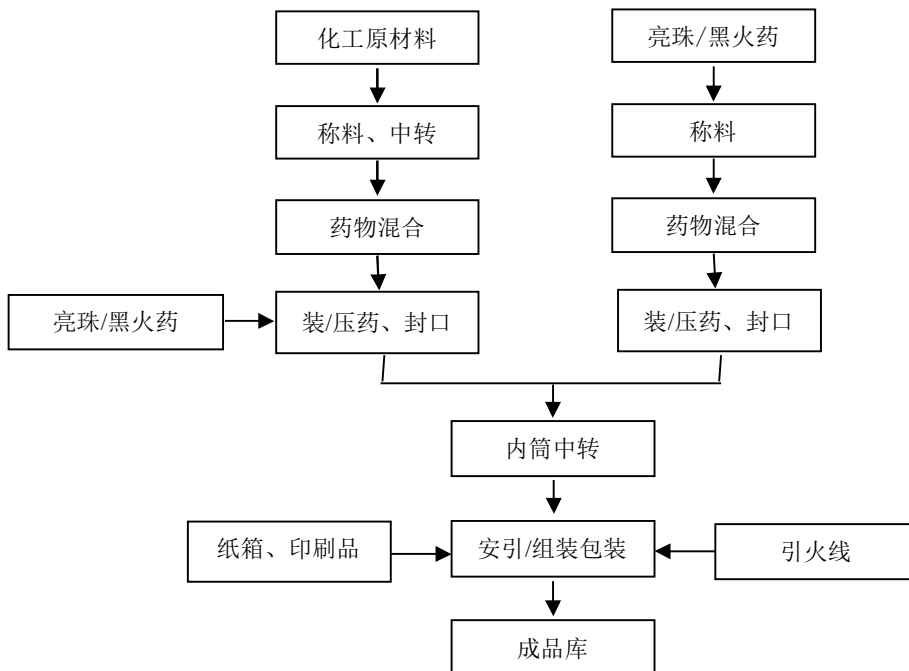 化工原材料
亮珠/黑火药
称料、中转
称料
药物混合
药物混合
亮珠/黑火药
装/压药、封口
装/压药、封口
内筒中转
纸箱、印刷品
安引/组装包装
引火线
成品库